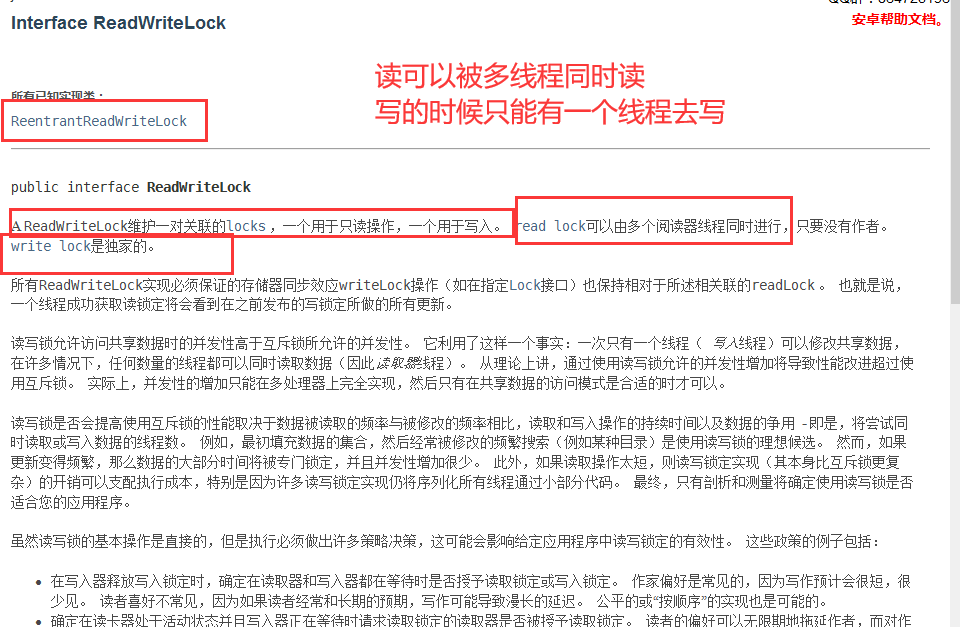 Interface ReadWriteLock
安卓帮助文档。
读可以被多线程同时读
写的时候只能有一个线程去写
所有已知实现类：
ReentrantReadWriteLock
public interface ReadWriteLock
A ReadWriteLock维护一对关联的locks ，一个用于只读操作，一个用于写入。 read lock可以由多个阅读器线程同时进行，只要没有作者。
write lock是独家的。
所有ReadWriteLock实现必须保证的存储器同步效应writeLock操作（如在指定Lock接口）也保持相对于所述相关联的readLock 。 也就是说，
一个线程成功获取读锁定将会看到在之前发布的写锁定所做的所有更新。
读写锁允许访问共享数据时的并发性高于互斥锁所允许的并发性。 它利用了这样一个事实：一次只有一个线程（ 写入线程）可以修改共享数据，
在许多情况下，任何数量的线程都可以同时读取数据（因此读取器线程）。 从理论上讲，通过使用读写锁允许的并发性增加将导致性能改进超过使
用互斥锁。 实际上，并发性的增加只能在多处理器上完全实现，然后只有在共享数据的访问模式是合适的时才可以。
读写锁是否会提高使用互斥锁的性能取决于数据被读取的频率与被修改的频率相比，读取和写入操作的持续时间以及数据的争用 -即是，将尝试同
时读取或写入数据的线程数。 例如，最初填充数据的集合，然后经常被修改的频繁搜索（例如某种目录）是使用读写锁的理想候选。 然而，如果
更新变得频繁，那么数据的大部分时间将被专门锁定，并且并发性增加很少。 此外，如果读取操作太短，则读写锁定实现（其本身比互斥锁更复
杂）的开销可以支配执行成本，特别是因为许多读写锁定实现仍将序列化所有线程通过小部分代码。 最终，只有剖析和测量将确定使用读写锁是否
适合您的应用程序。
虽然读写锁的基本操作是直接的，但是执行必须做出许多策略决策，这可能会影响给定应用程序中读写锁定的有效性。 这些政策的例子包括：
• 在写入器释放写入锁定时，确定在读取器和写入器都在等待时是否授予读取锁定或写入锁定。 作家偏好是常见的，因为写作预计会很短，很
少见。 读者喜好不常见，因为如果读者经常和长期的预期，写作可能导致漫长的延迟。 公平的或“按顺序”的实现也是可能的。
• 确定在读卡器处于活动状态并且写入器正在等待时请求读取锁定的读取器是否被授予读取锁定。 读者的偏好可以无限期地拖延作者，而对作